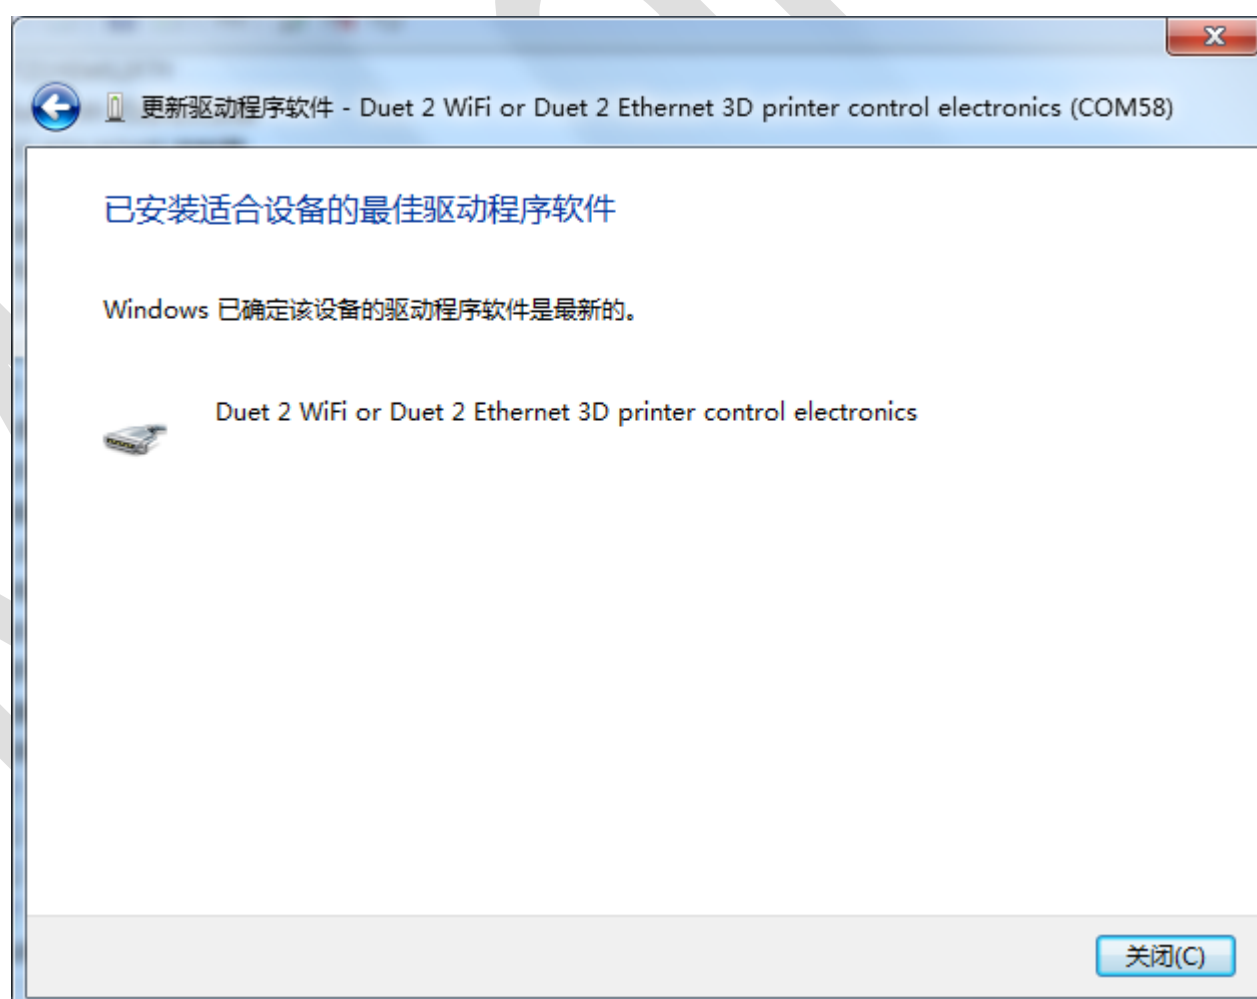 更新驱动程序软件 - Duet 2 WiFi or Duet 2 Ethernet 3D printer control electronics (COM58)
已安装适合设备的最佳驱动程序软件
Windows 已确定该设备的驱动程序软件是最新的。
Duet 2 WiFi or Duet 2 Ethernet 3D printer control electronics
关闭(C)